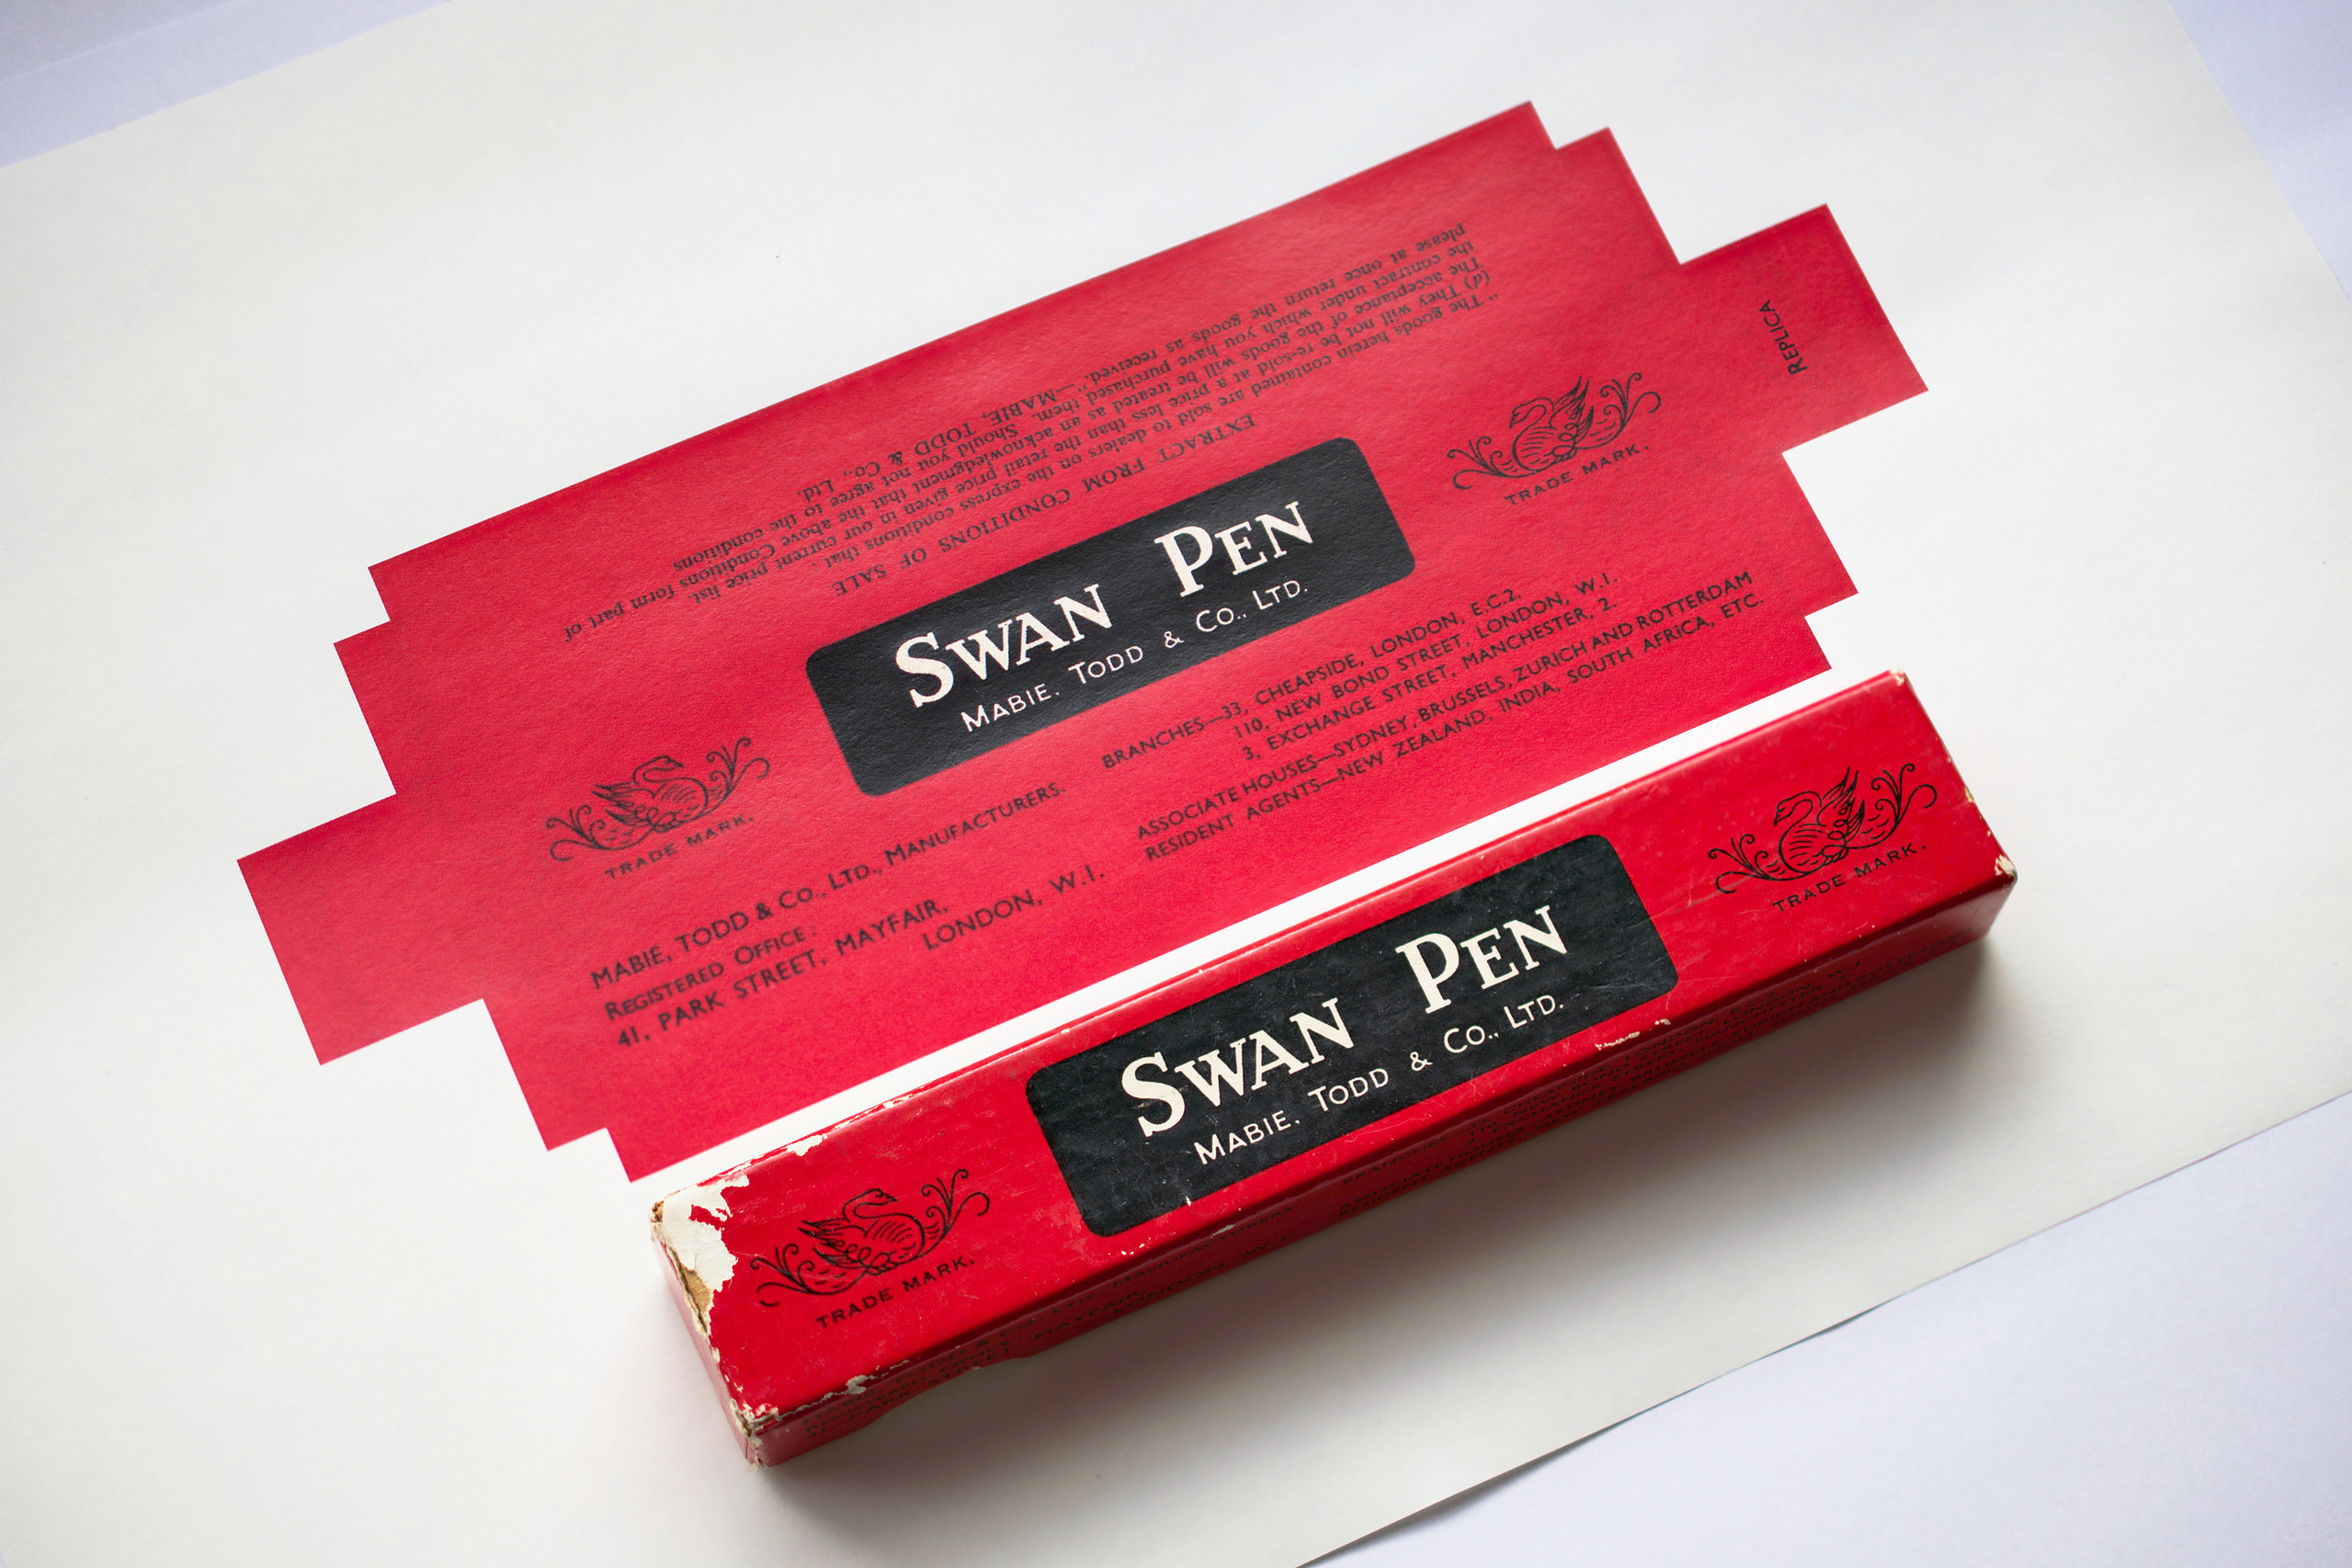 EXTRACT FROM CONDITIONS OF SALE
"The goods herein contained are sold to dealers on the express conditions that :
(d) They will not be re-sold at a price less than the retail price given in our current price list.
The acceptance of the goods will be treated as an acknowledgment that the above Conditions form part of
the contract under which you have purchased them. Should you not agree to the conditions
please at once return the goods as received."—MABIE, TODD & Co., Ltd.
REPLICA
TRADE MARK.
SWAN PEN
MABIE, TODD & CO., LTD.
TRADE MARK.
MABIE, TODD & CO., LTD., MANUFACTURERS.
REGISTERED OFFICE:
41, PARK STREET, MAYFAIR,
LONDON, W.I.
BRANCHES—33, CHEAPSIDE, LONDON, E.C.2.
110, NEW BOND STREET, LONDON, W.I.
3, EXCHANGE STREET, MANCHESTER, 2.
ASSOCIATE HOUSES—SYDNEY, BRUSSELS, ZURICH AND ROTTERDAM
RESIDENT AGENTS—NEW ZEALAND, INDIA, SOUTH AFRICA, ETC.
TRADE MARK.
SWAN PEN
MABIE, TODD & CO., LTD.
TRADE MARK.